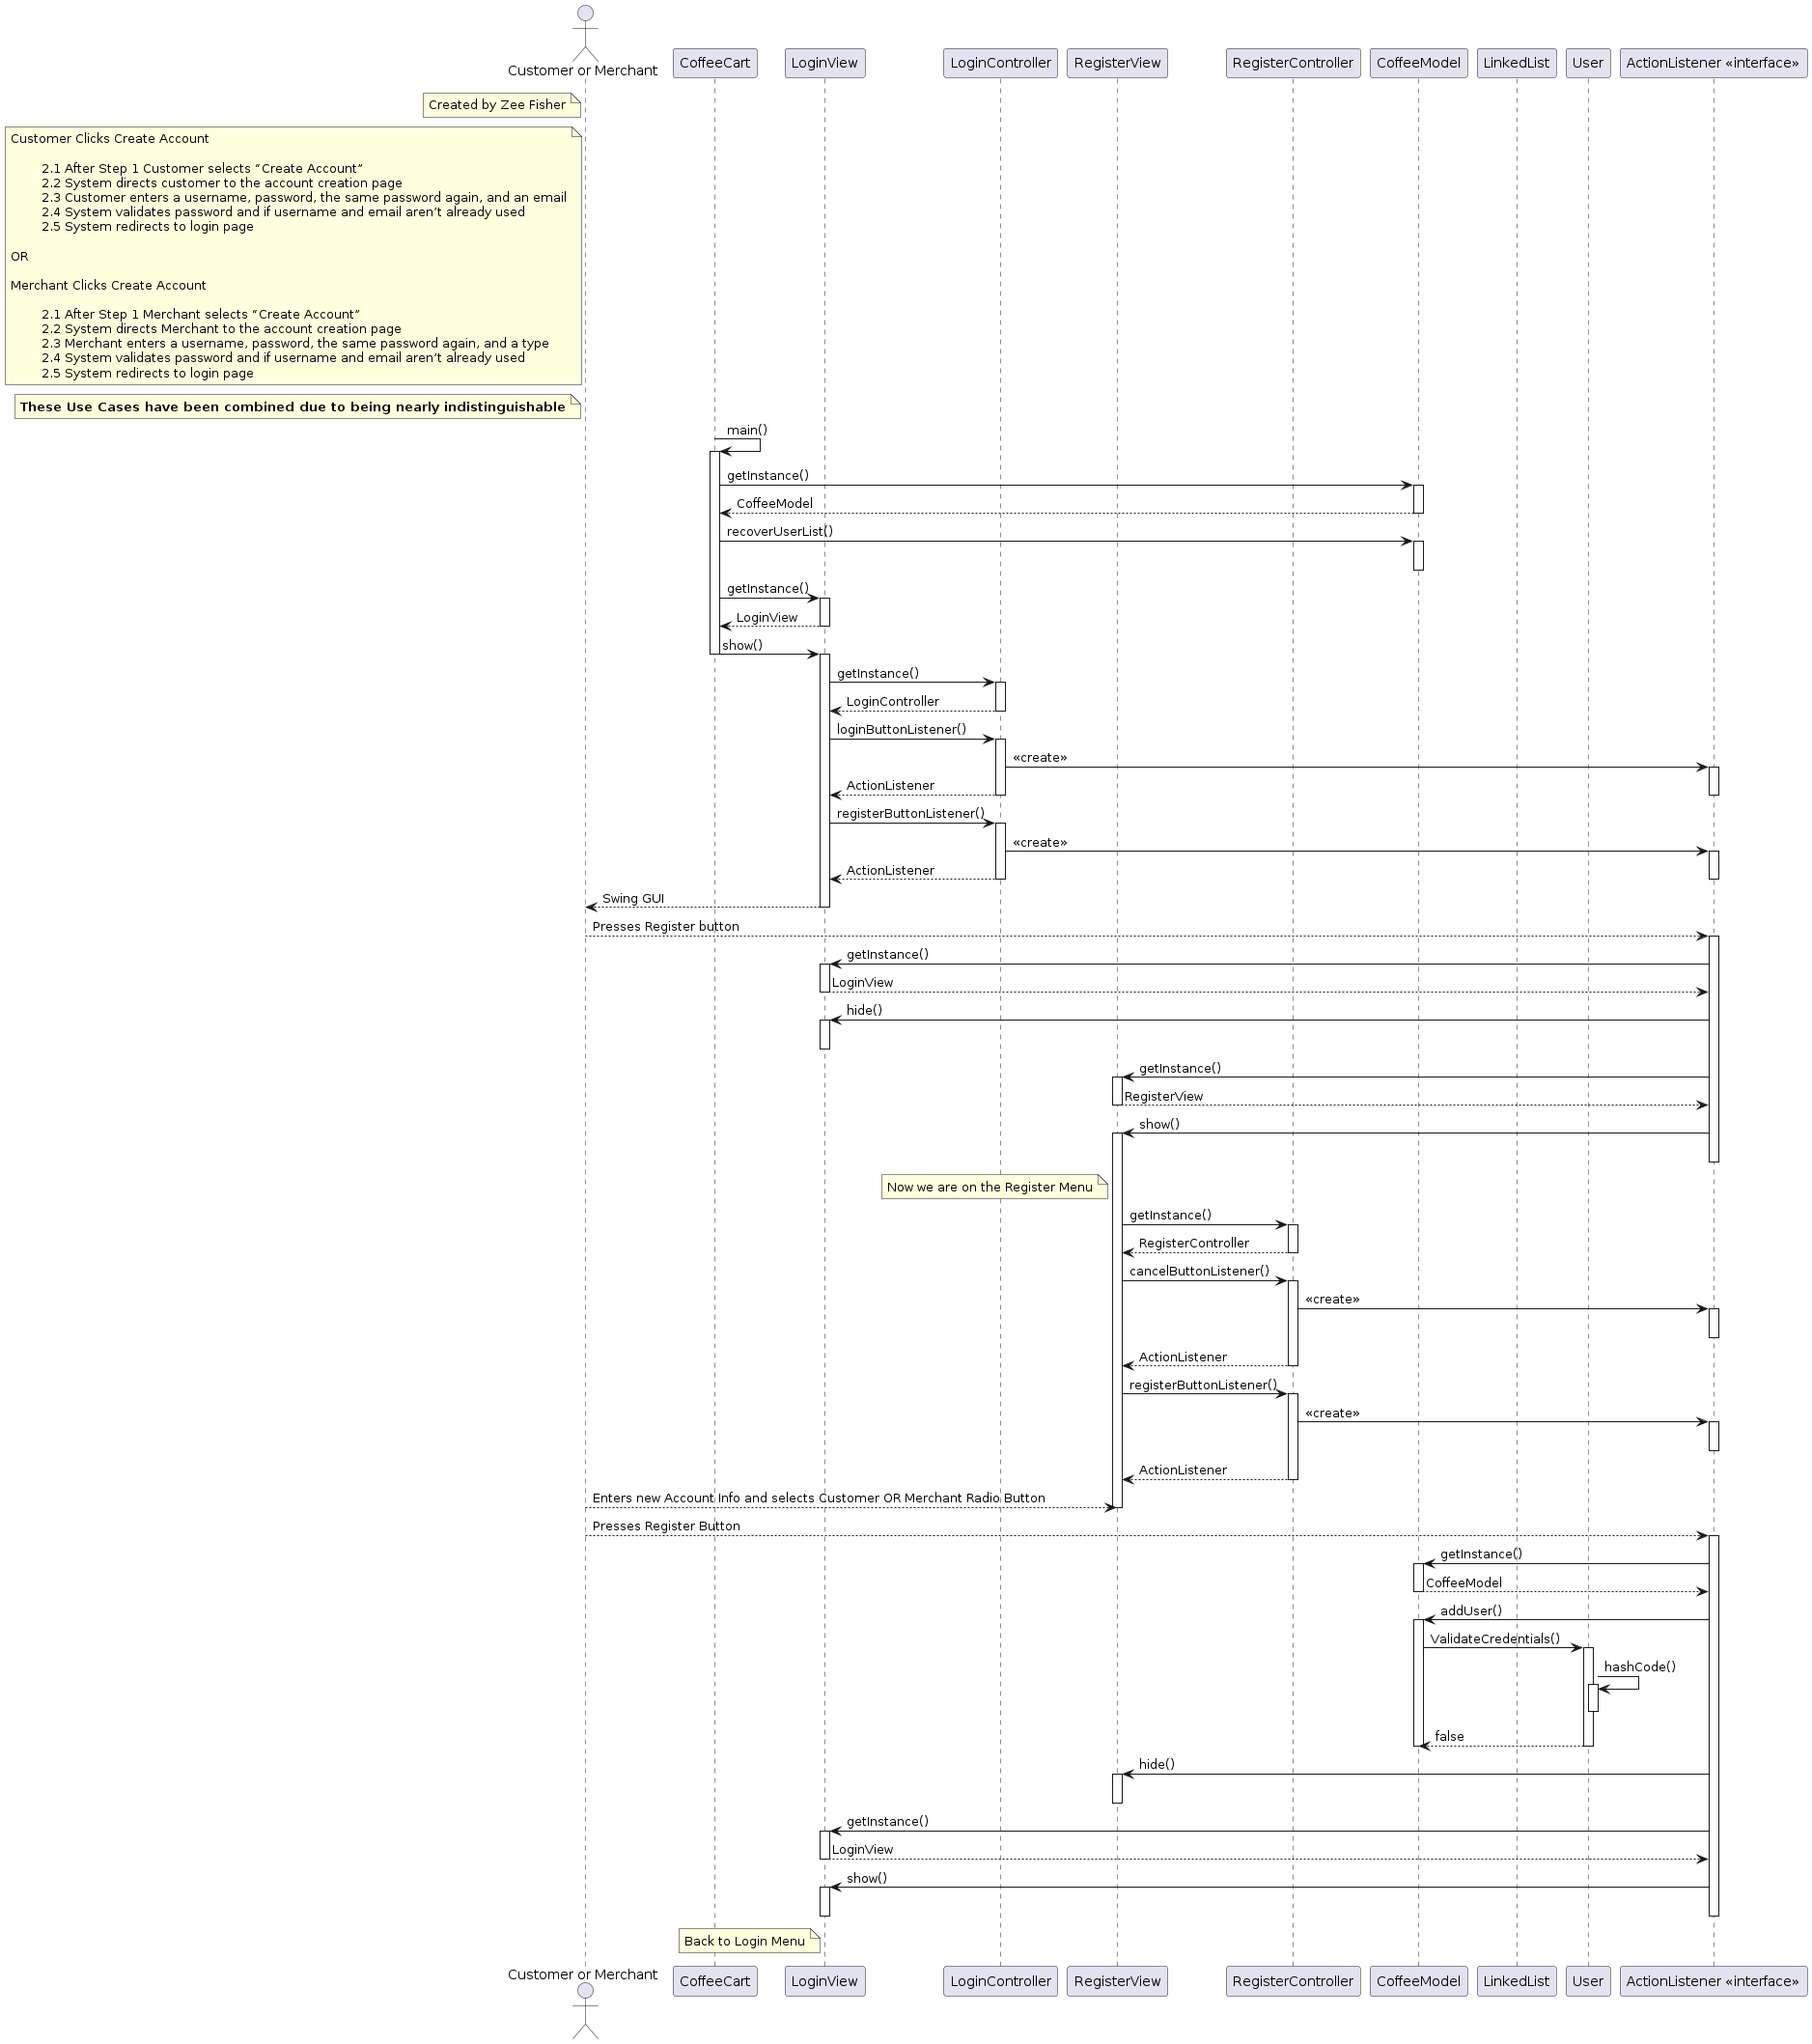 Customer or Merchant
CoffeeCart
LoginView
LoginController
RegisterView
RegisterController
CoffeeModel
LinkedList
User
ActionListener «interface»
Created by Zee Fisher
Customer Clicks Create Account
2.1 After Step 1 Customer selects “Create Account”
2.2 System directs customer to the account creation page
2.3 Customer enters a username, password, the same password again, and an email
2.4 System validates password and if username and email aren’t already used
2.5 System redirects to login page
OR
Merchant Clicks Create Account
2.1 After Step 1 Merchant selects “Create Account”
2.2 System directs Merchant to the account creation page
2.3 Merchant enters a username, password, the same password again, and a type
2.4 System validates password and if username and email aren’t already used
2.5 System redirects to login page
These Use Cases have been combined due to being nearly indistinguishable
main()
getInstance()
CoffeeModel
recoverUserList()
getInstance()
LoginView
show()
getInstance()
LoginController
loginButtonListener()
«create»
ActionListener
registerButtonListener()
«create»
ActionListener
Swing GUI
Presses Register button
getInstance()
LoginView
hide()
getInstance()
RegisterView
show()
Now we are on the Register Menu
getInstance()
RegisterController
cancelButtonListener()
«create»
ActionListener
registerButtonListener()
«create»
ActionListener
Enters new Account Info and selects Customer OR Merchant Radio Button
Presses Register Button
getInstance()
CoffeeModel
addUser()
ValidateCredentials()
hashCode()
false
hide()
getInstance()
LoginView
show()
Back to Login Menu
Customer or Merchant
CoffeeCart
LoginView
LoginController
RegisterView
RegisterController
CoffeeModel
LinkedList
User
ActionListener «interface»